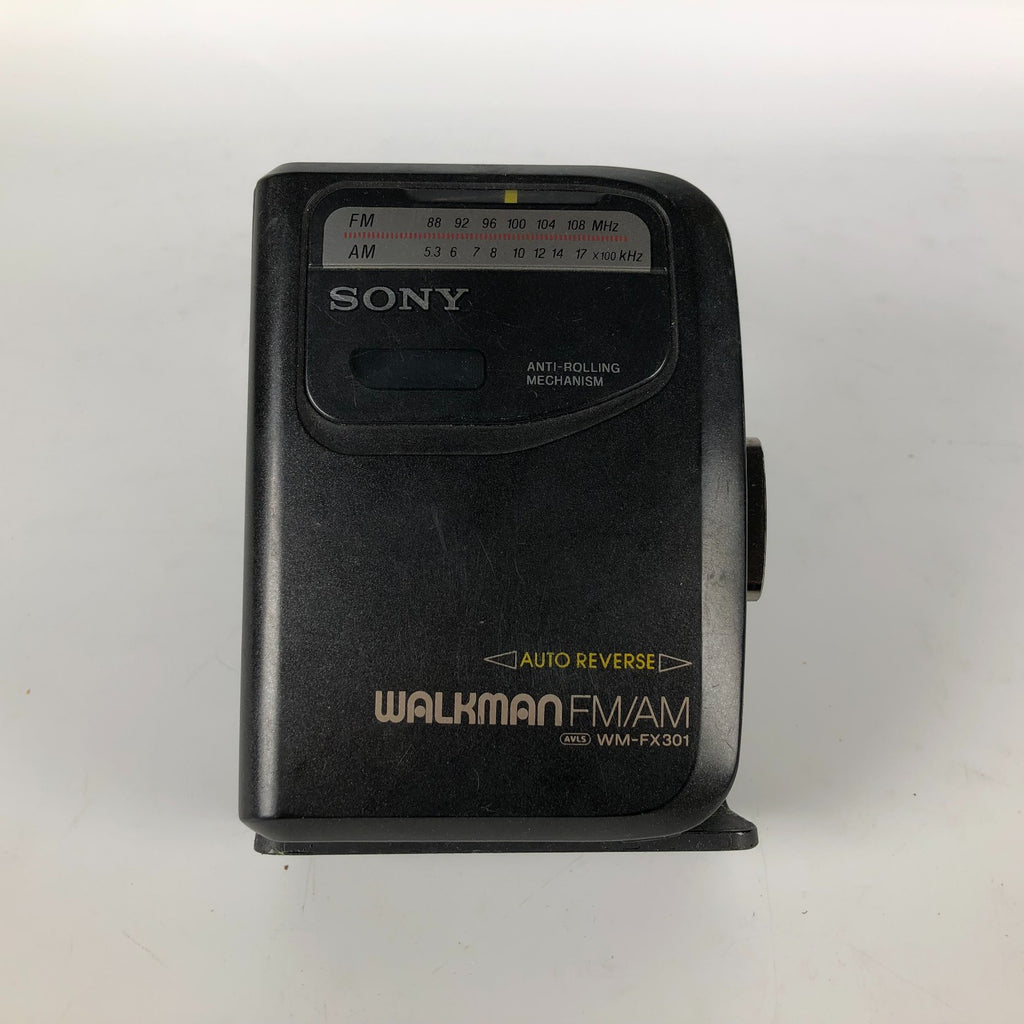 FM 88 92 96 100 104 108 MHz
AM 5.3 6 7 8 10 12 14 17 ×100 kHz
SONY
ANTI-ROLLING
MECHANISM
AUTO REVERSE
WALKMAN FM/AM
AVLS WM-FX301